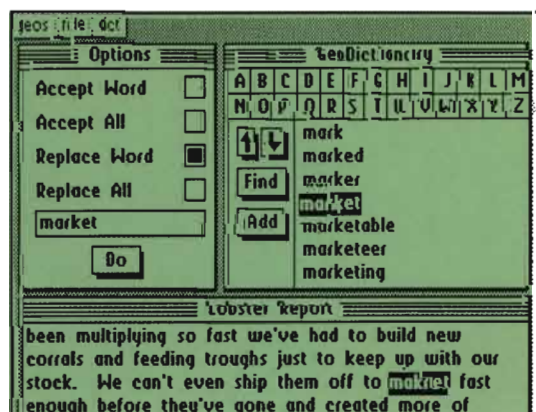 geos file dct
Options
Accept Word
Accept All
Replace Word
Replace All
market
Do
GeoDictionary
A B C D E F G H I J K L M
N O P Q R S T U V W X Y Z
Find
Add
mark
marked
marker
market
marketable
marketeer
marketing
Lobster Report
been multiplying so fast we've had to build new
corrals and feeding troughs just to keep up with our
stock. We can't even ship them off to maknet fast
enough before they've gone and created more of